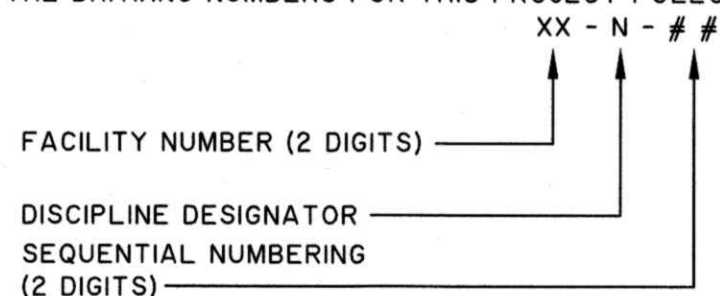 XX - N - # #
FACILITY NUMBER (2 DIGITS)
DISCIPLINE DESIGNATOR
SEQUENTIAL NUMBERING
(2 DIGITS)